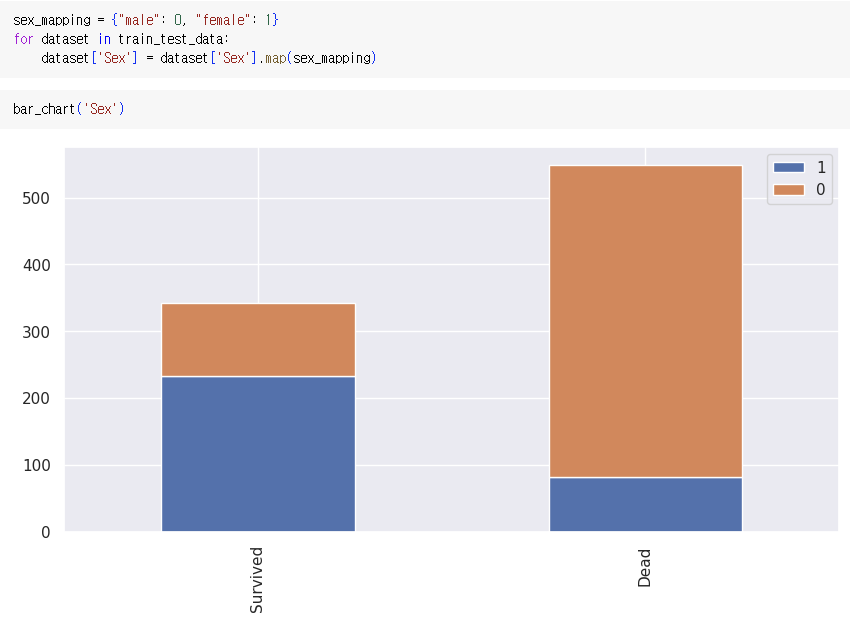 sex_mapping = {"male": 0, "female": 1}
for dataset in train_test_data:
    dataset['Sex'] = dataset['Sex'].map(sex_mapping)
bar_chart('Sex')
1
0
500
400
300
200
100
0
Survived
Dead